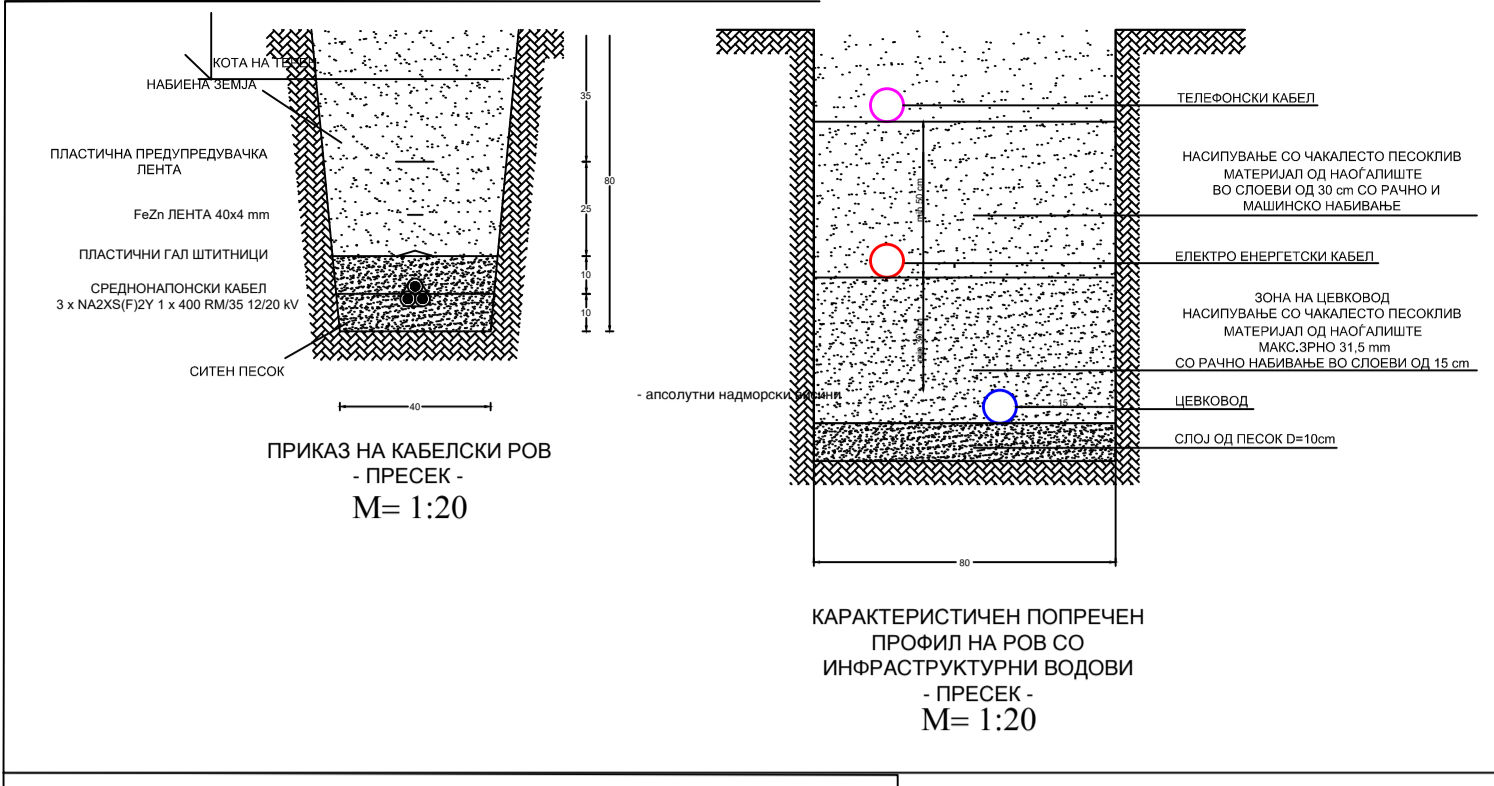 КОТА НА ТЕРЕН
НАБИЕНА ЗЕМЈА
ПЛАСТИЧНА ПРЕДУПРЕДУВАЧКА
ЛЕНТА
FeZn ЛЕНТА 40x4 mm
ПЛАСТИЧНИ ГАЛ ШТИТНИЦИ
СРЕДНОНАПОНСКИ КАБЕЛ
3 x NA2XS(F)2Y 1 x 400 RM/35 12/20 kV
СИТЕН ПЕСОК
35
25
10
10
80
40
ПРИКАЗ НА КАБЕЛСКИ РОВ
- ПРЕСЕК -
М= 1:20
- апсолутни надморски висини
ТЕЛЕФОНСКИ КАБЕЛ
НАСИПУВАЊЕ СО ЧАКАЛЕСТО ПЕСОКЛИВ
МАТЕРИЈАЛ ОД НАОЃАЛИШТЕ
ВО СЛОЕВИ ОД 30 cm СО РАЧНО И
МАШИНСКО НАБИВАЊЕ
min 50 cm
ЕЛЕКТРО ЕНЕРГЕТСКИ КАБЕЛ
ЗОНА НА ЦЕВКОВОД
НАСИПУВАЊЕ СО ЧАКАЛЕСТО ПЕСОКЛИВ
МАТЕРИЈАЛ ОД НАОЃАЛИШТЕ
МАКС.ЗРНО 31,5 mm
СО РАЧНО НАБИВАЊЕ ВО СЛОЕВИ ОД 15 cm
15
ЦЕВКОВОД
СЛОЈ ОД ПЕСОК D=10cm
80
КАРАКТЕРИСТИЧЕН ПОПРЕЧЕН
ПРОФИЛ НА РОВ СО
ИНФРАСТРУКТУРНИ ВОДОВИ
- ПРЕСЕК -
М= 1:20